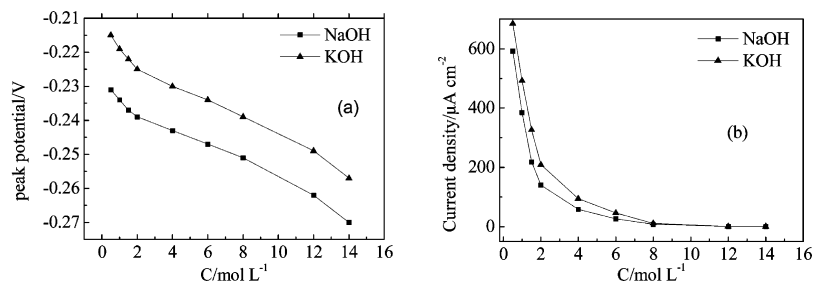 -0.21
-0.22
-0.23
-0.24
-0.25
-0.26
-0.27
peak potential/V
NaOH
KOH
(a)
0 2 4 6 8 10 12 14 16
C/mol L⁻¹
600
400
200
0
Current density/μA cm⁻²
NaOH
KOH
(b)
0 2 4 6 8 10 12 14 16
C/mol L⁻¹